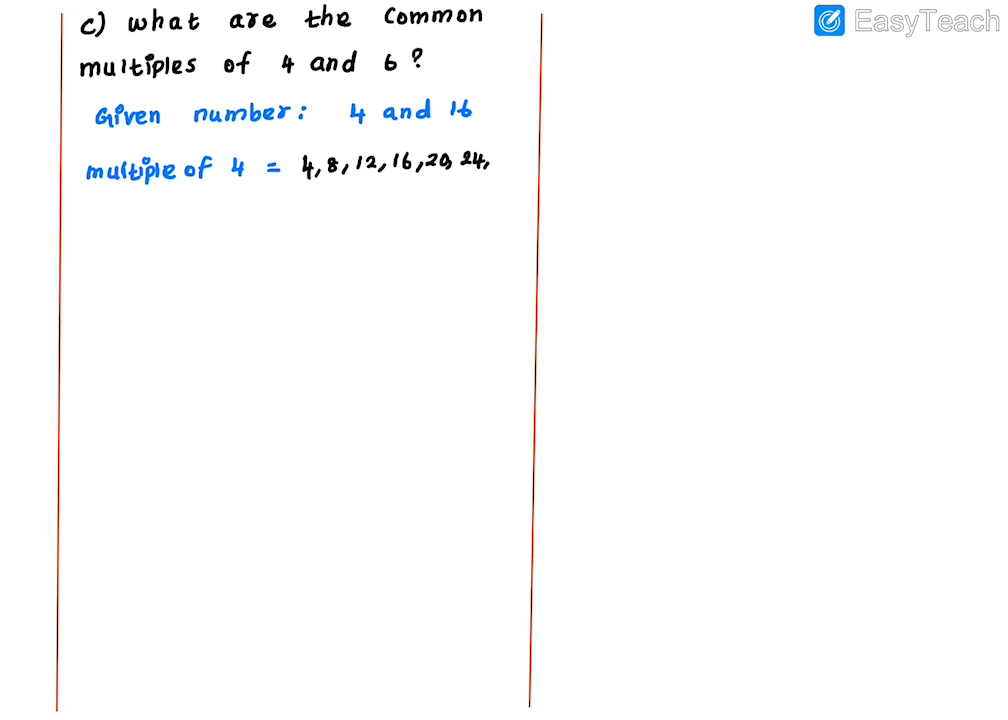 EasyTeach
c) what are the common
multiples of 4 and 6 ?
Given number: 4 and 16
multiple of 4 = 4, 8, 12, 16, 20, 24,